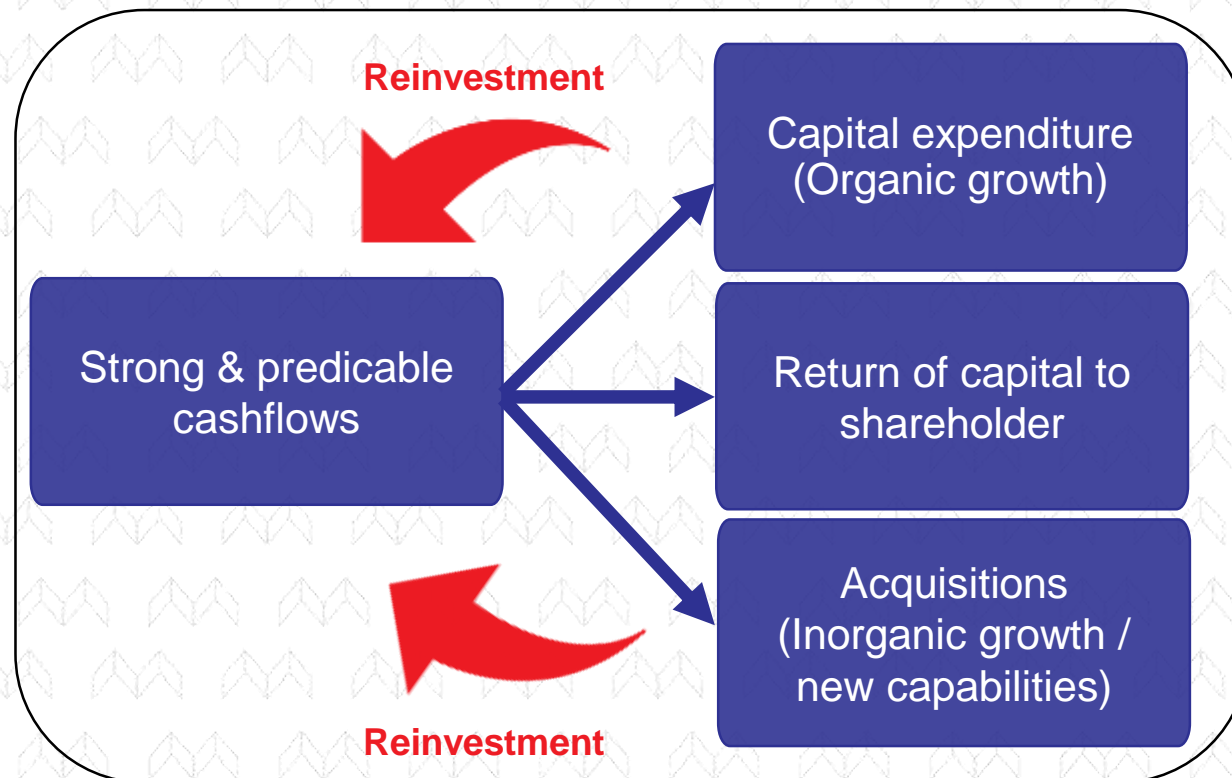 Reinvestment
Capital expenditure
(Organic growth)
Strong & predicable
cashflows
Return of capital to
shareholder
Acquisitions
(Inorganic growth /
new capabilities)
Reinvestment